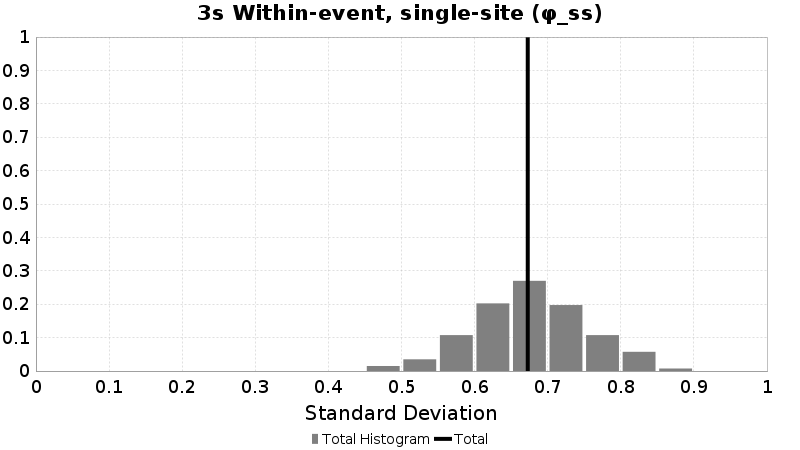 3s Within-event, single-site (φ_ss)
1
0.9
0.8
0.7
0.6
0.5
0.4
0.3
0.2
0.1
0
0 0.1 0.2 0.3 0.4 0.5 0.6 0.7 0.8 0.9 1
Standard Deviation
Total Histogram Total